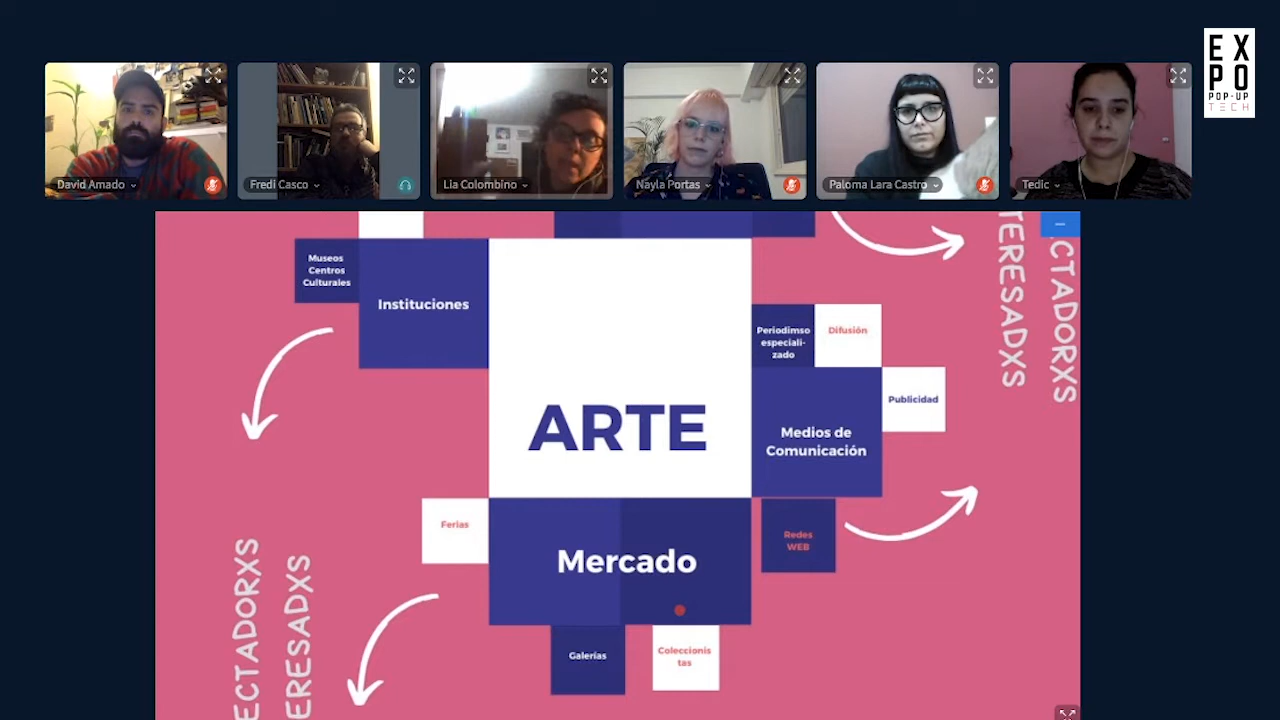 EX
PO
POP-UP
TECH
David Amado
Fredi Casco
Lia Colombino
Nayla Portas
Paloma Lara Castro
Tedic
Museos
Centros
Culturales
Instituciones
ARTE
Periodimso
especiali-
zado
Difusión
Publicidad
Medios de
Comunicación
Ferias
Mercado
Redes
WEB
Galerías
Coleccionis
tas
CTADORXS
TERESADXS
ECTADORXS
ERESADXS